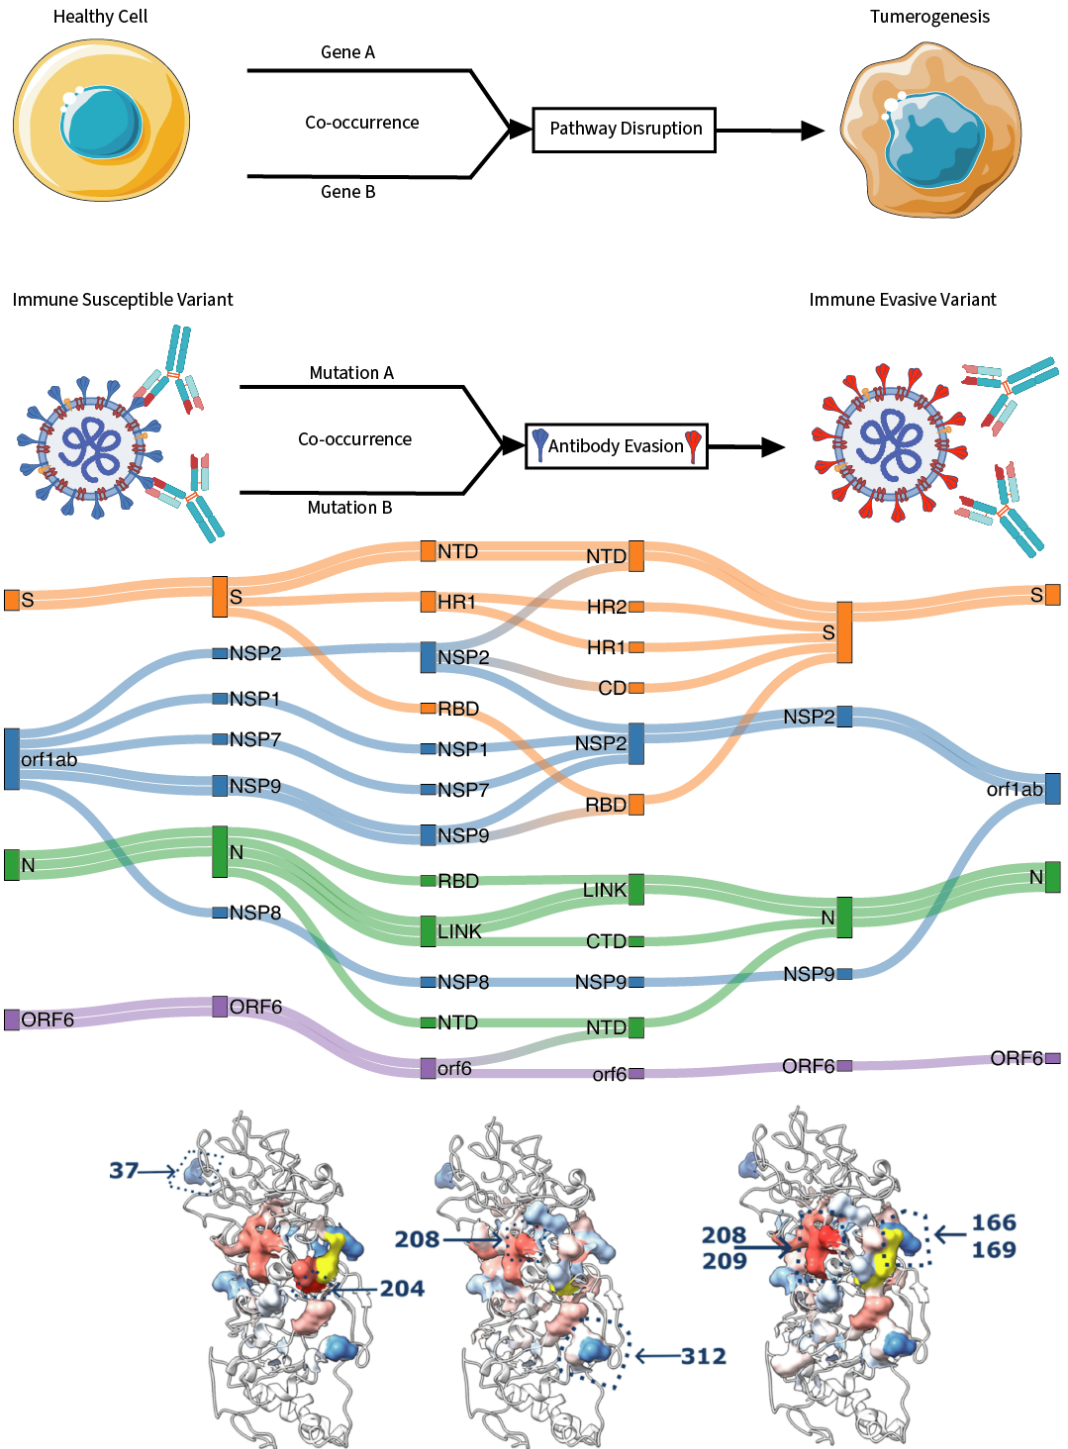 Healthy Cell
Tumerogenesis
Gene A
Co-occurrence
Pathway Disruption
Gene B
Immune Susceptible Variant
Immune Evasive Variant
Mutation A
Co-occurrence
Antibody Evasion
Mutation B
NTD
NTD
S
S
HR1
HR2
S
S
HR1
NSP2
NSP2
CD
NSP1
RBD
NSP2
NSP7
NSP1
NSP2
orf1ab
NSP9
NSP7
orf1ab
RBD
NSP9
N
N
RBD
LINK
N
NSP8
LINK
CTD
N
NSP8
NSP9
NSP9
ORF6
ORF6
NTD
NTD
orf6
orf6
ORF6
ORF6
37
208
204
312
208
209
166
169